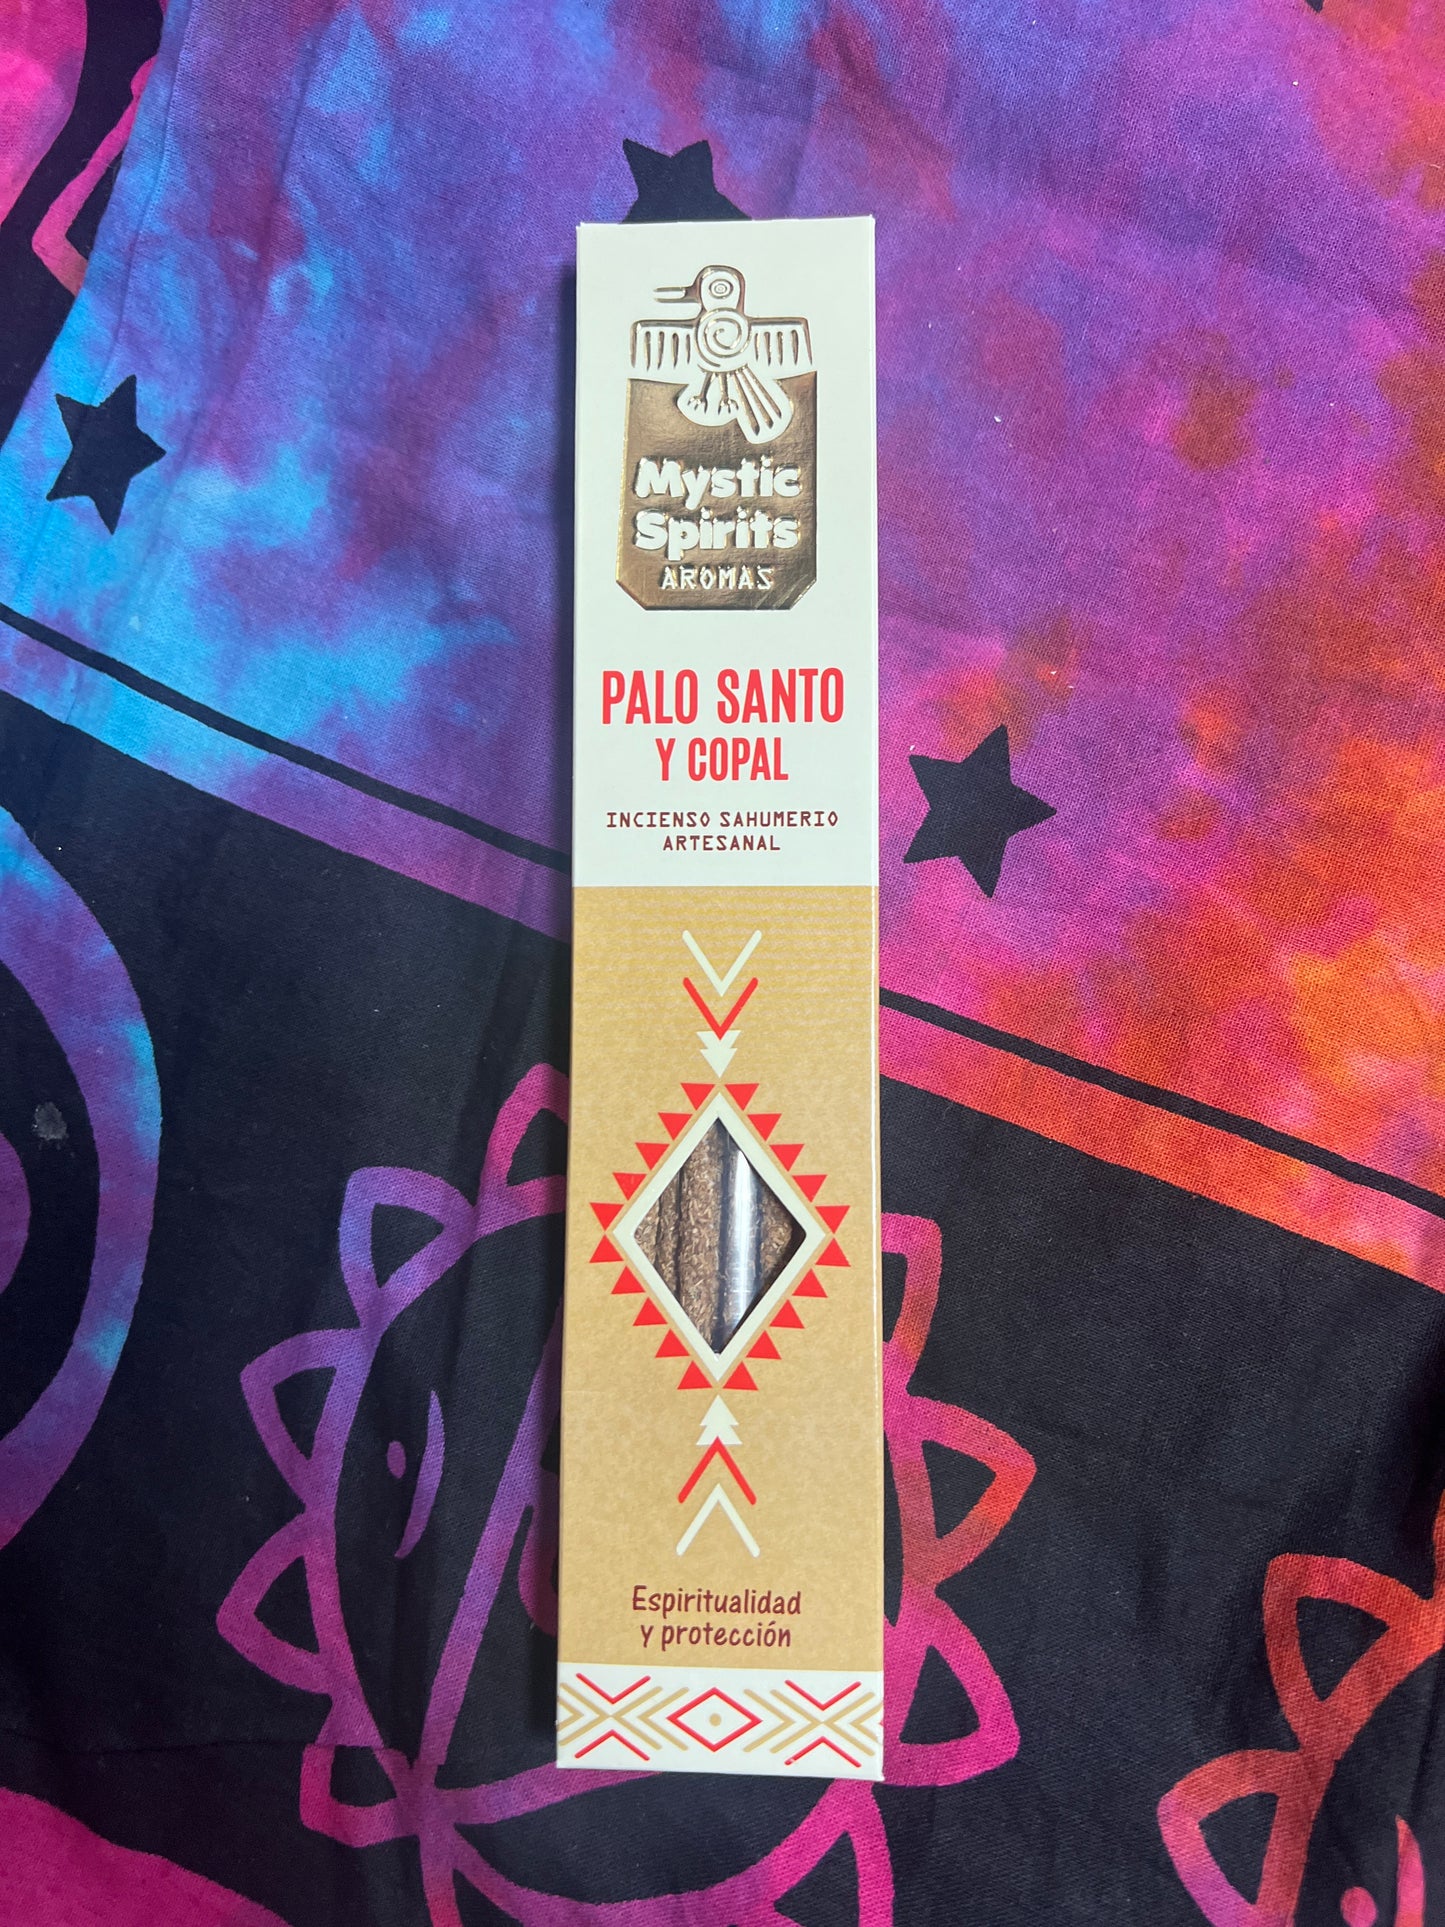 Mystic
Spirits
AROMAS
PALO SANTO
Y COPAL
INCIENSO SAHUMERIO
ARTESANAL
Espiritualidad
y protección